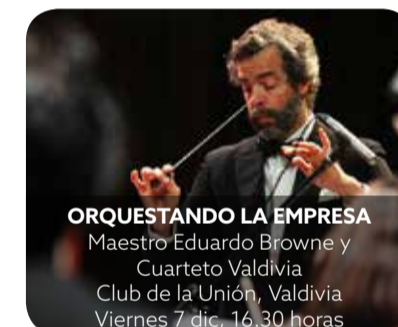 ORQUESTANDO LA EMPRESA
Maestro Eduardo Browne y
Cuarteto Valdivia
Club de la Unión, Valdivia
Viernes 7 dic, 16.30 horas